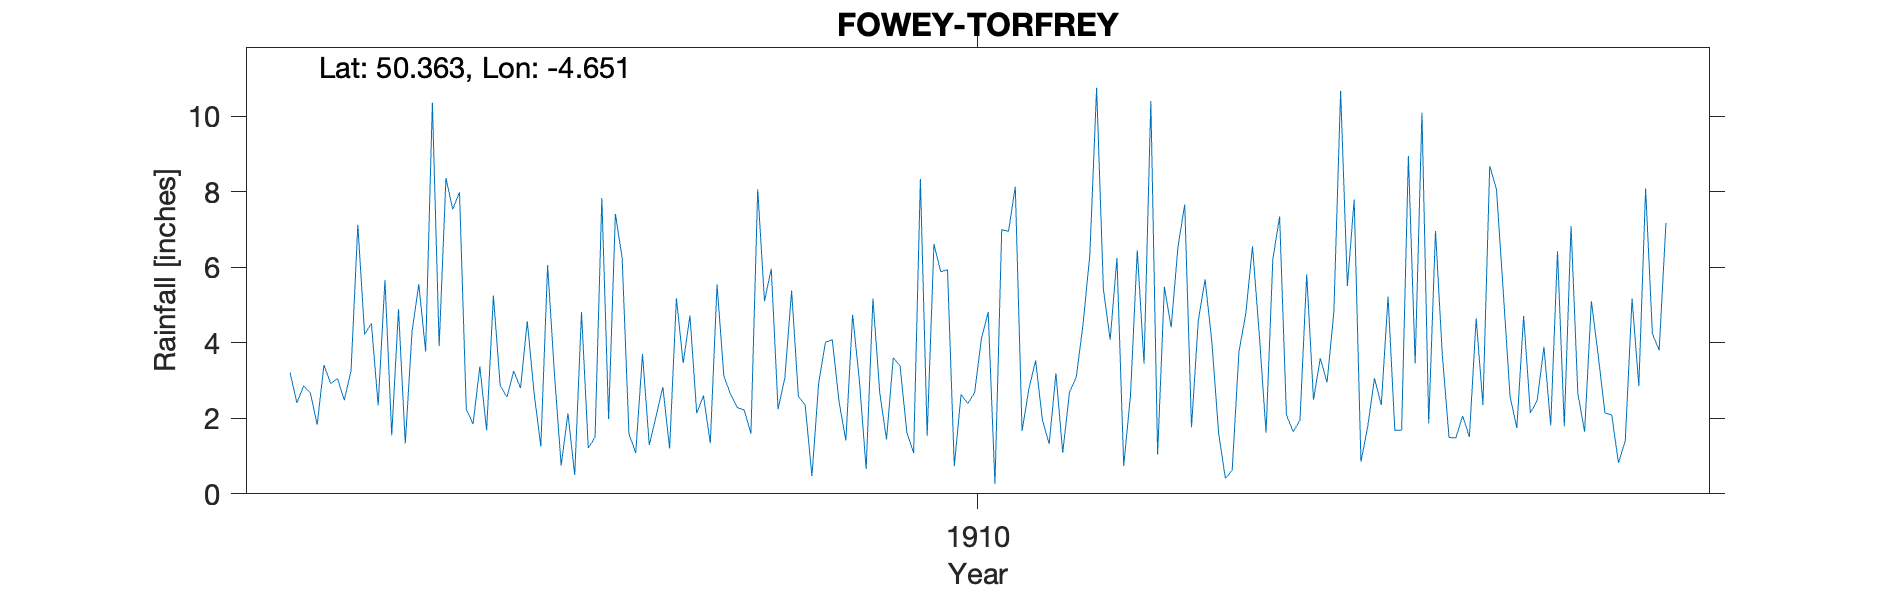 FOWEY-TORFREY
Lat: 50.363, Lon: -4.651
10
8
6
4
2
0
Rainfall [inches]
1910
Year